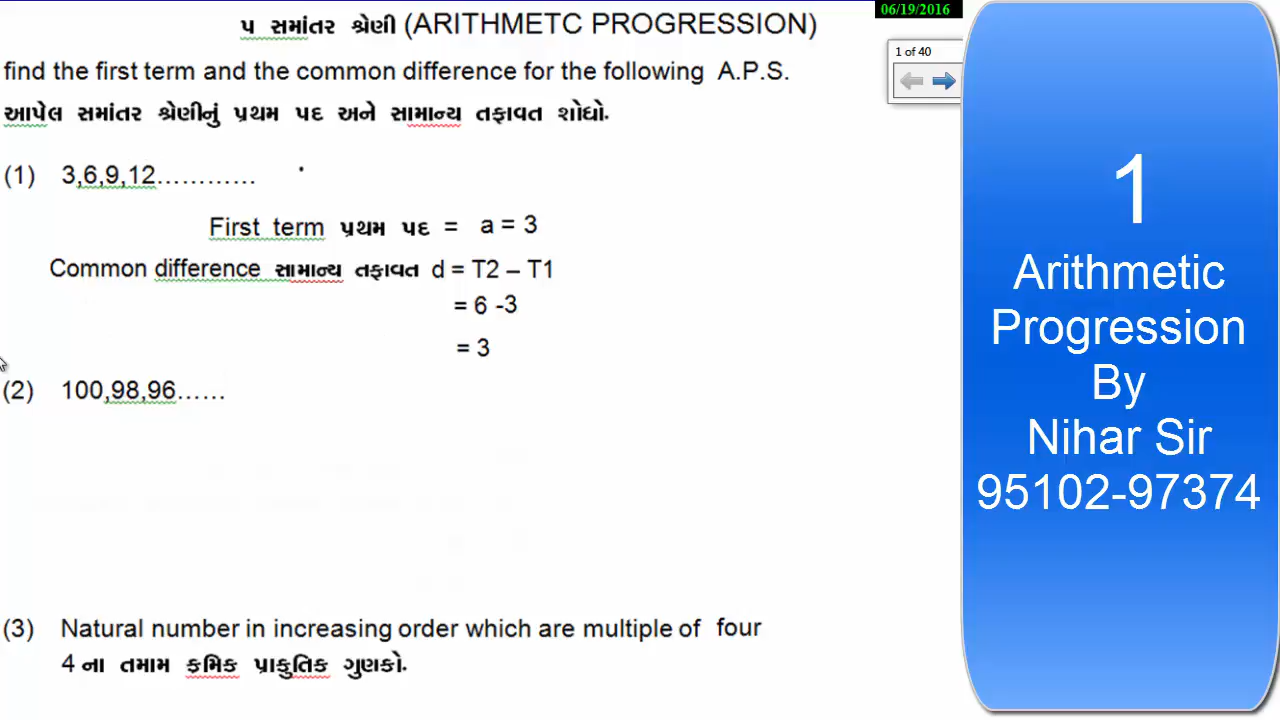 ૫ સમાંતર શ્રેણી (ARITHMETC PROGRESSION)
06/19/2016
1 of 40
find the first term and the common difference for the following A.P.S.
આપેલ સમાંતર શ્રેણીનું પ્રથમ પદ અને સામાન્ય તફાવત શોધો.
(1) 3,6,9,12............
First term પ્રથમ પદ = a = 3
Common difference સામાન્ય તફાવત d = T2 – T1
= 6 -3
= 3
(2) 100,98,96......
(3) Natural number in increasing order which are multiple of four
4 ના તમામ ક્રમિક પ્રાકૃતિક ગુણકો.
1
Arithmetic
Progression
By
Nihar Sir
95102-97374